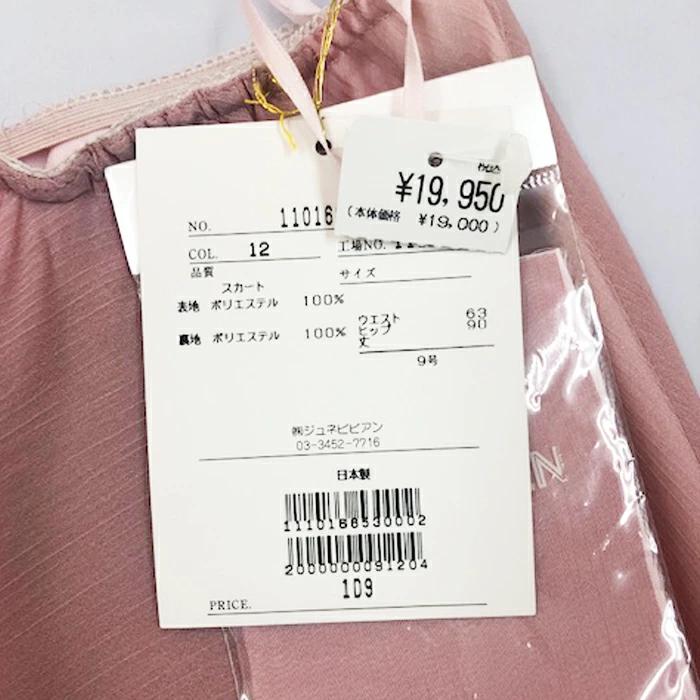 ¥19,950
(本体価格 ¥19,000)
NO. 11016
COL. 12 工場NO.
品質 サイズ
スカート
表地 ポリエステル 100%
裏地 ポリエステル 100%
ウエスト 63
ヒップ 90
丈
9号
㈱ジュネビビアン
03-3452-7716
日本製
1110166530002
2000000091204
1D9
PRICE.